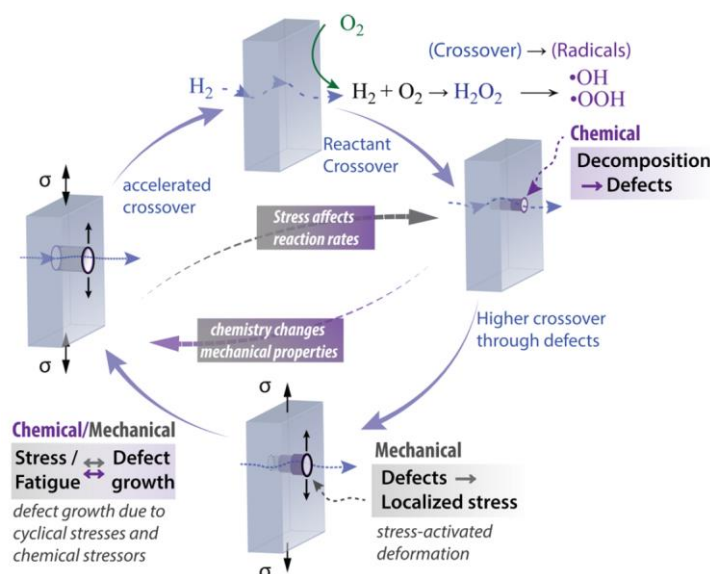 O₂
(Crossover) → (Radicals)
H₂
H₂ + O₂ → H₂O₂ → •OH
•OOH
Reactant
Crossover
Chemical
Decomposition
→ Defects
σ
accelerated
crossover
Stress affects
reaction rates
chemistry changes
mechanical properties
Higher crossover
through defects
σ
σ
Chemical/Mechanical
Stress / ↔ Defect
Fatigue ↔ growth
defect growth due to
cyclical stresses and
chemical stressors
Mechanical
Defects →
Localized stress
stress-activated
deformation
σ